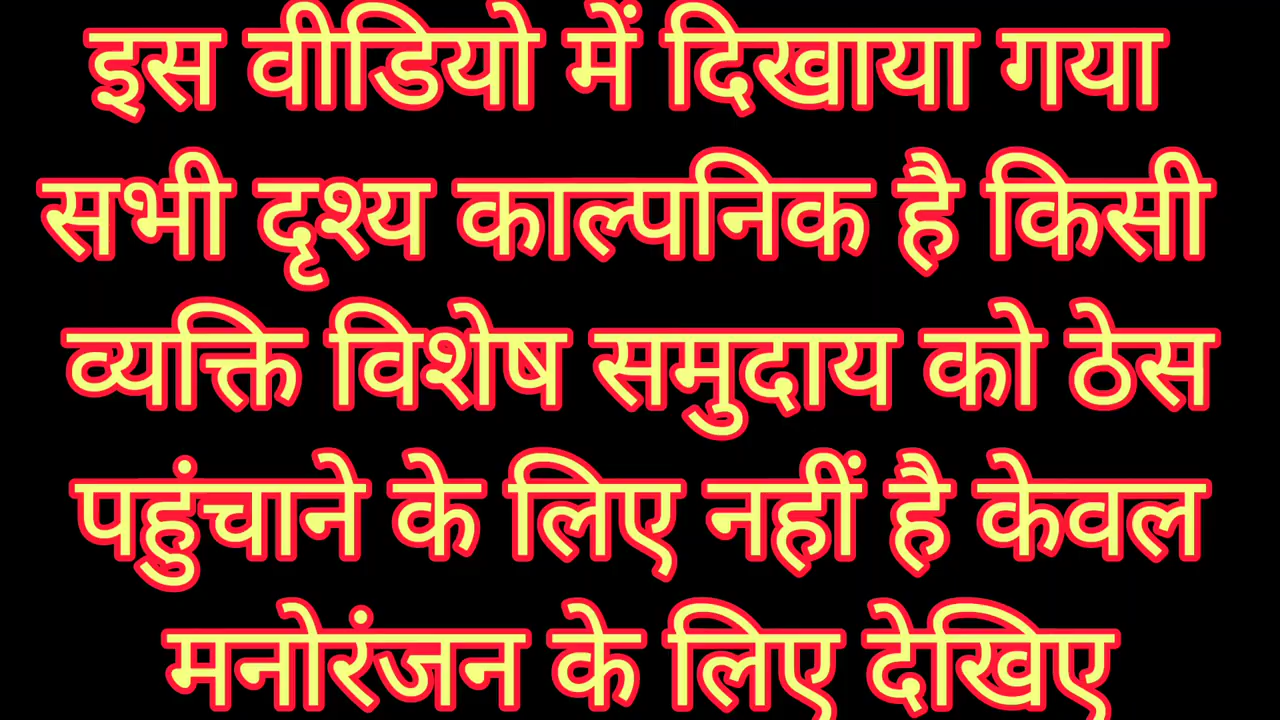 इस वीडियो में दिखाया गया
सभी दृश्य काल्पनिक है किसी
व्यक्ति विशेष समुदाय को ठेस
पहुंचाने के लिए नहीं है केवल
मनोरंजन के लिए देखिए